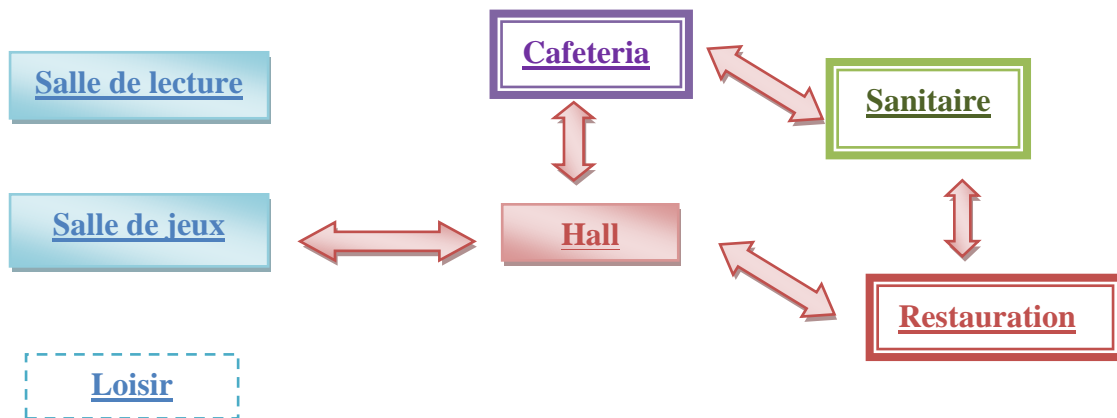 Cafeteria
Salle de lecture
Sanitaire
Salle de jeux
Hall
Restauration
Loisir